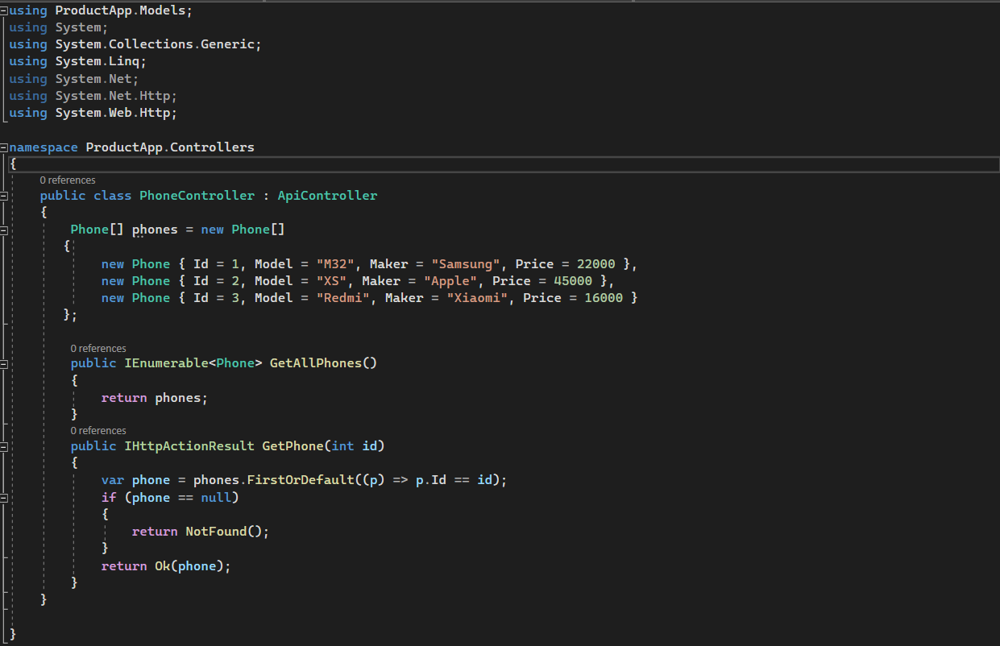 using ProductApp.Models;
using System;
using System.Collections.Generic;
using System.Linq;
using System.Net;
using System.Net.Http;
using System.Web.Http;
namespace ProductApp.Controllers
{
0 references
public class PhoneController : ApiController
{
Phone[] phones = new Phone[]
{
new Phone { Id = 1, Model = "M32", Maker = "Samsung", Price = 22000 },
new Phone { Id = 2, Model = "XS", Maker = "Apple", Price = 45000 },
new Phone { Id = 3, Model = "Redmi", Maker = "Xiaomi", Price = 16000 }
};
0 references
public IEnumerable<Phone> GetAllPhones()
{
return phones;
}
0 references
public IHttpActionResult GetPhone(int id)
{
var phone = phones.FirstOrDefault((p) => p.Id == id);
if (phone == null)
{
return NotFound();
}
return Ok(phone);
}
}
}